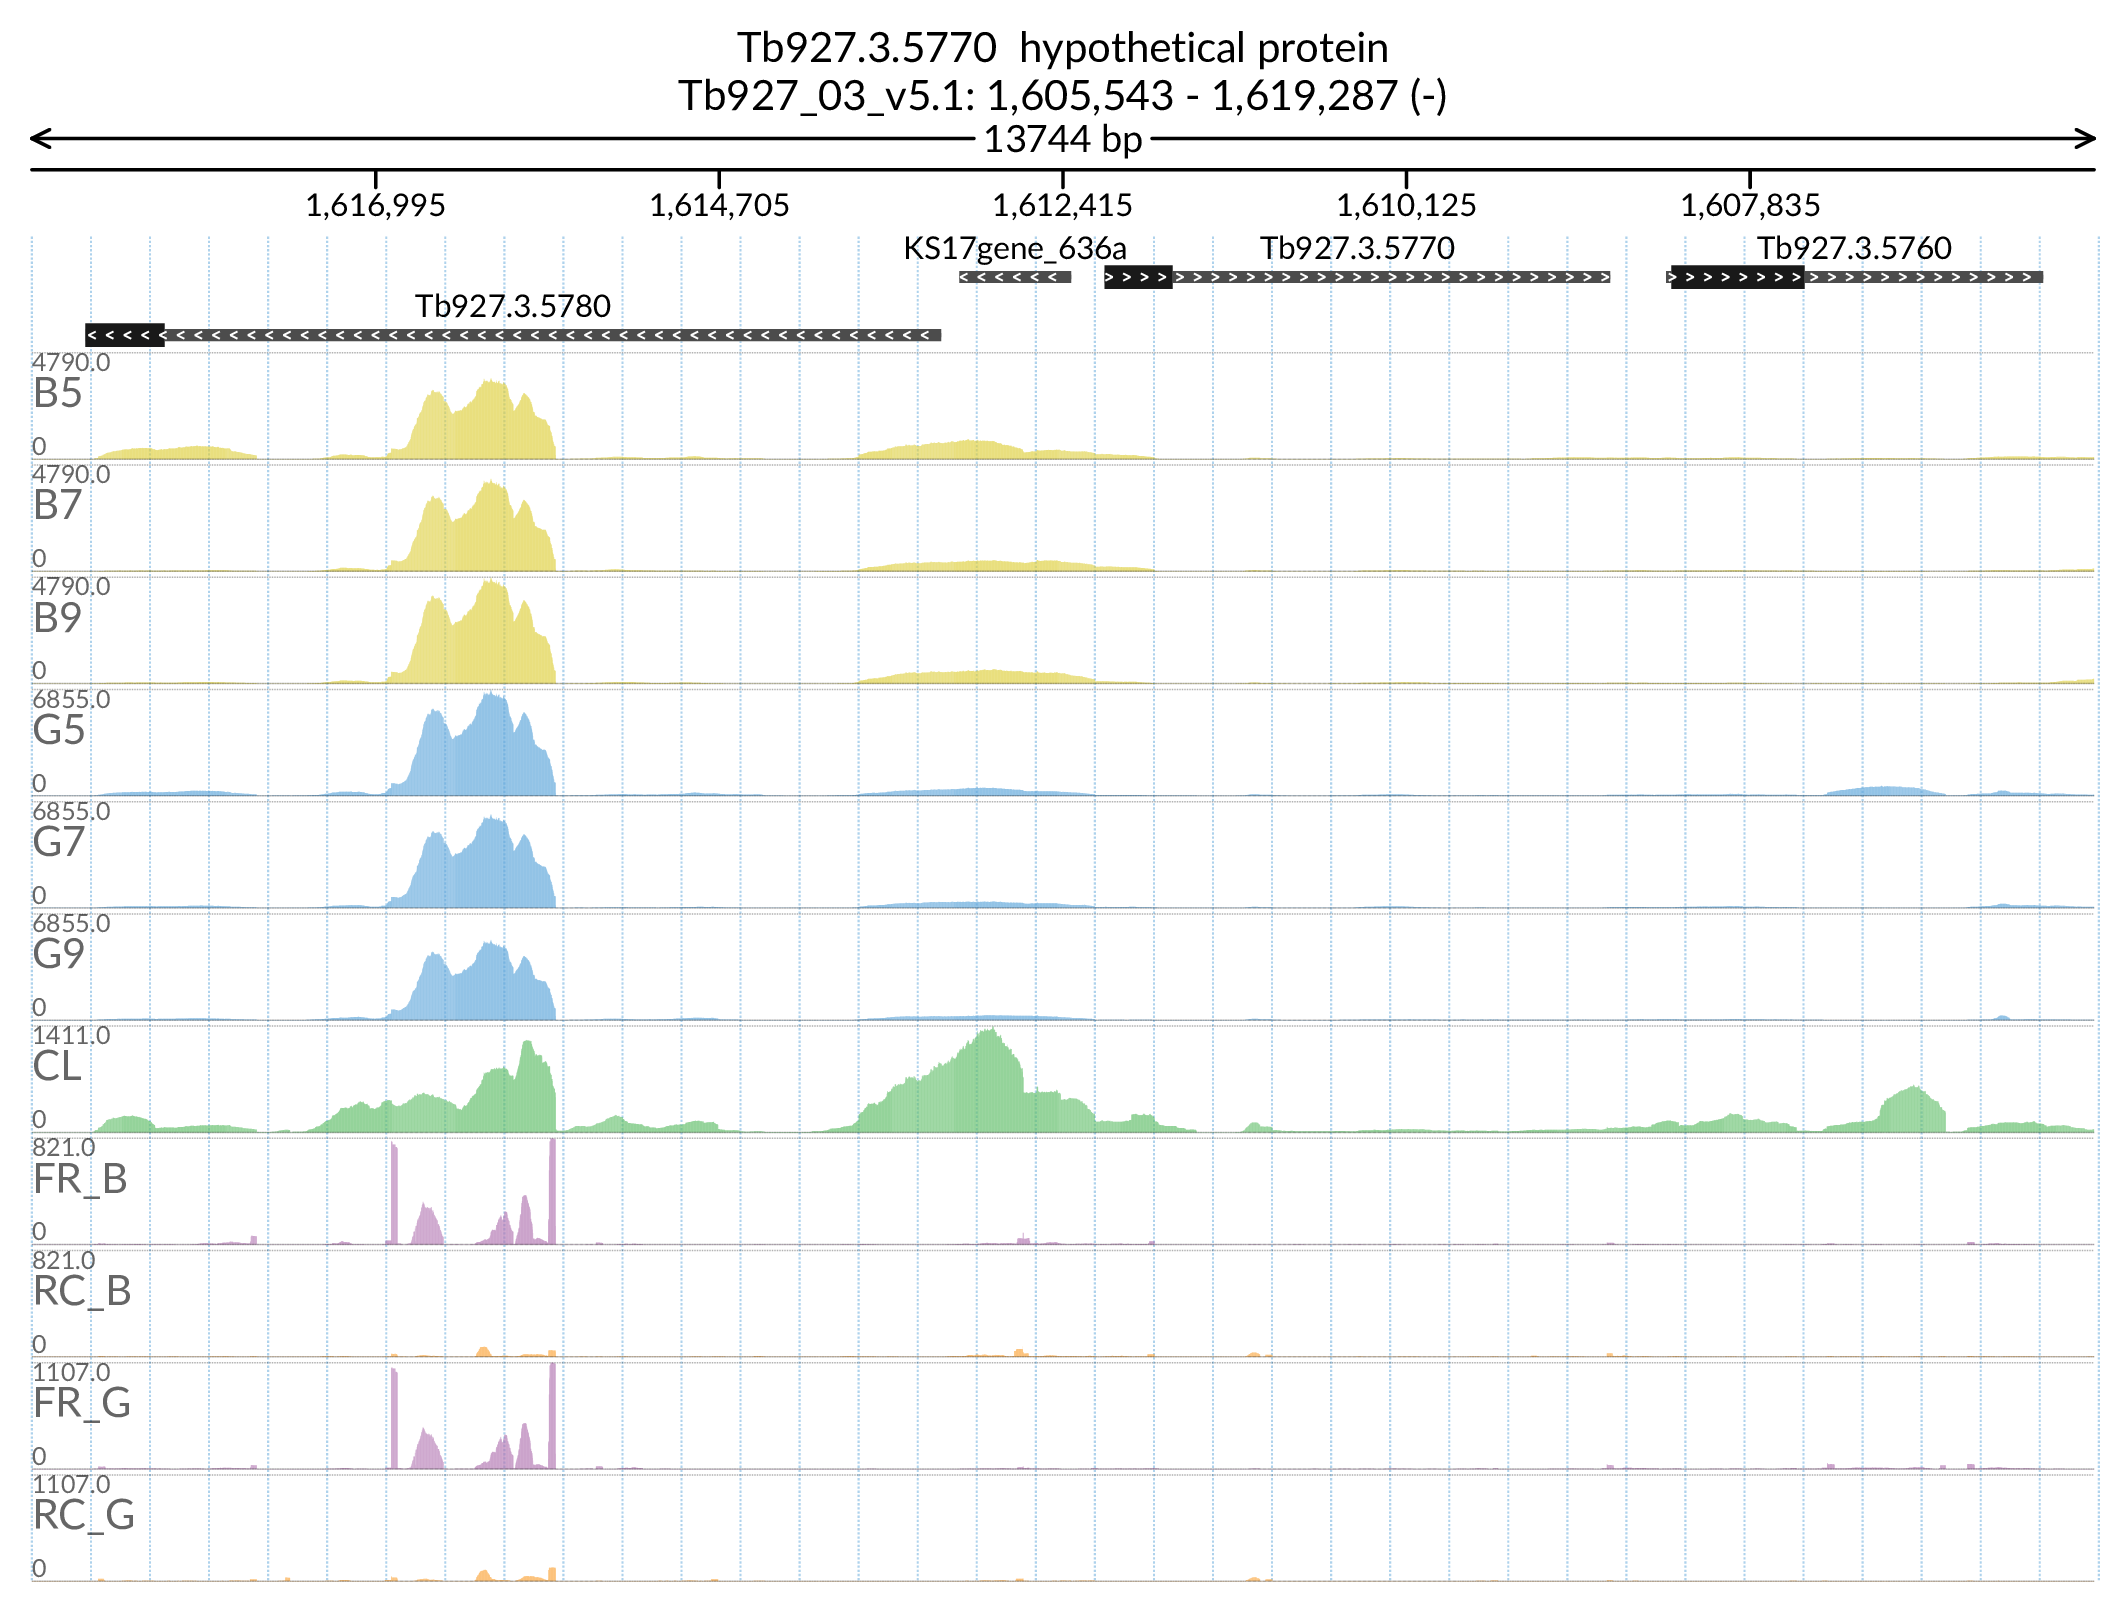 Tb927.3.5770  hypothetical protein
Tb927_03_v5.1: 1,605,543 - 1,619,287 (-)
13744 bp
1,616,995 1,614,705 1,612,415 1,610,125 1,607,835
KS17gene_636a Tb927.3.5770 Tb927.3.5760
Tb927.3.5780
4790.0
B5
0
4790.0
B7
0
4790.0
B9
0
6855.0
G5
0
6855.0
G7
0
6855.0
G9
0
1411.0
CL
0
821.0
FR_B
0
821.0
RC_B
0
1107.0
FR_G
0
1107.0
RC_G
0